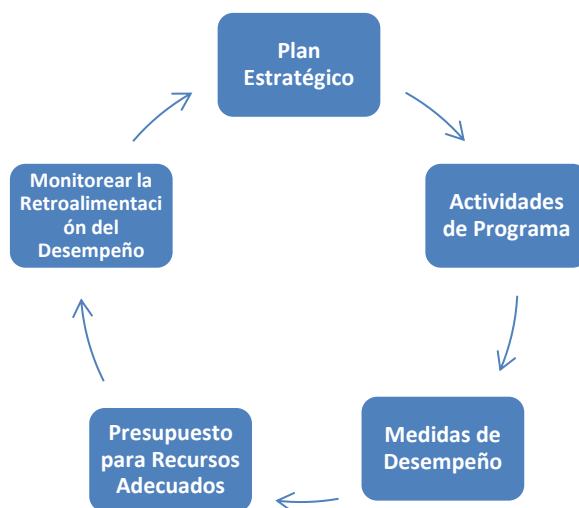 Plan
Estratégico
Actividades
de Programa
Medidas de
Desempeño
Presupuesto
para Recursos
Adecuados
Monitorear la
Retroalimentaci
ón del
Desempeño